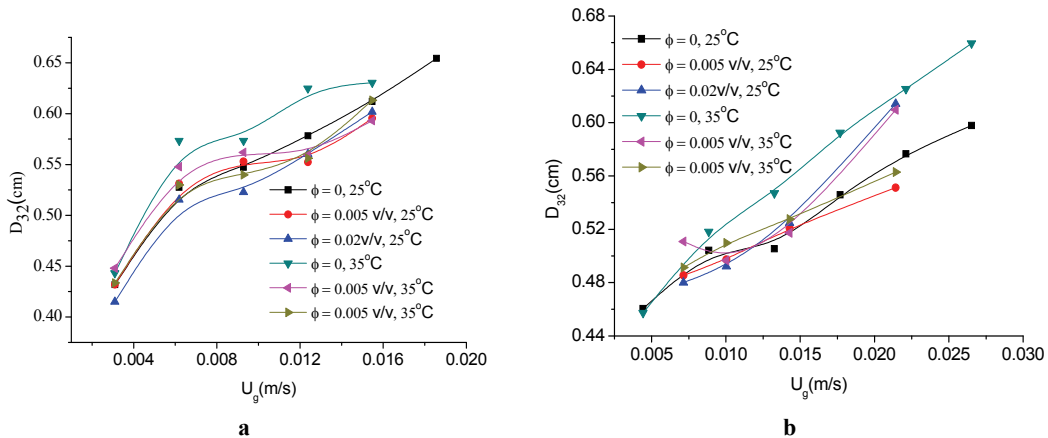 a
0.65
0.60
0.55
0.50
0.45
0.40
D32(cm)
ϕ = 0, 25°C
ϕ = 0.005 v/v, 25°C
ϕ = 0.02v/v, 25°C
ϕ = 0, 35°C
ϕ = 0.005 v/v, 35°C
ϕ = 0.005 v/v, 35°C
0.004 0.008 0.012 0.016 0.020
Ug(m/s)
a
b
0.68
0.64
0.60
0.56
0.52
0.48
0.44
D32(cm)
ϕ = 0, 25°C
ϕ = 0.005 v/v, 25°C
ϕ = 0.02v/v, 25°C
ϕ = 0, 35°C
ϕ = 0.005 v/v, 35°C
ϕ = 0.005 v/v, 35°C
0.005 0.010 0.015 0.020 0.025 0.030
Ug(m/s)
b